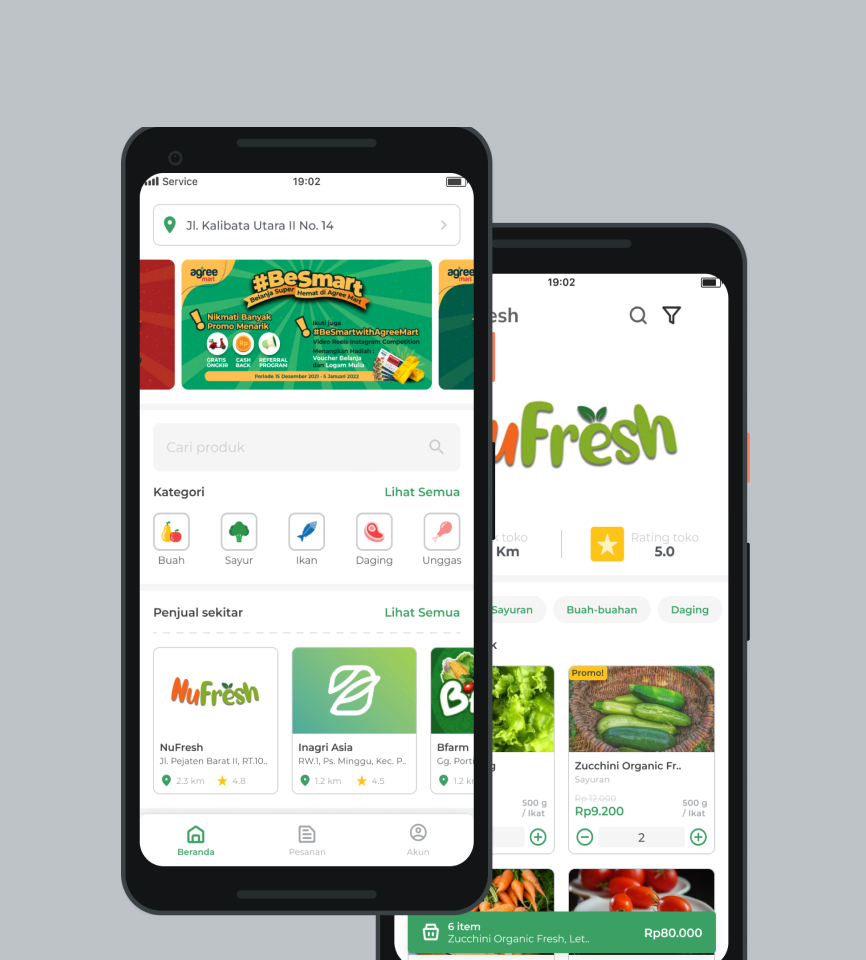 Service
19:02
Jl. Kalibata Utara II No. 14
agree
mart
#BeSmart
Belanja Super Hemat di Agree Mart
Nikmati Banyak
Promo Menarik
GRATIS
ONGKIR
CASH
BACK
REFERRAL
PROGRAM
Rp
Ikuti juga
#BeSmartwithAgreeMart
Video Reels Instagram Competition
Menangkan Hadiah :
Voucher Belanja
dan Logam Mulia
Periode 15 Desember 2021 - 5 Januari 2022
agree
mart
Cari produk
Kategori
Lihat Semua
Buah
Sayur
Ikan
Daging
Unggas
Penjual sekitar
Lihat Semua
NuFresh
NuFresh
Jl. Pejaten Barat II, RT.10..
2.3 km
4.8
Inagri Asia
RW.1, Ps. Minggu, Kec. P..
1.2 km
4.5
Bfarm
Gg. Port
1.2 k
Beranda
Pesanan
Akun
19:02
esh
uFresh
toko
Km
Rating toko
5.0
Sayuran
Buah-buahan
Daging
k
g
500 g
/ Ikat
Promo!
Zucchini Organic Fr..
Sayuran
Rp 12.000
Rp9.200
500 g
/ Ikat
2
6 item
Zucchini Organic Fresh, Let..
Rp80.000